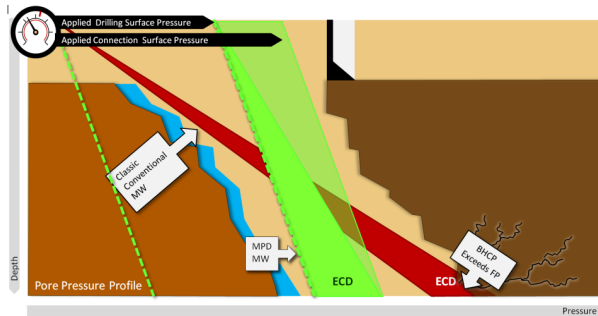 Applied Drilling Surface Pressure
Applied Connection Surface Pressure
Classic
Conventional
MW
MPD
MW
BHCP
Exceeds FP
ECD
ECD
Pore Pressure Profile
Depth
Pressure